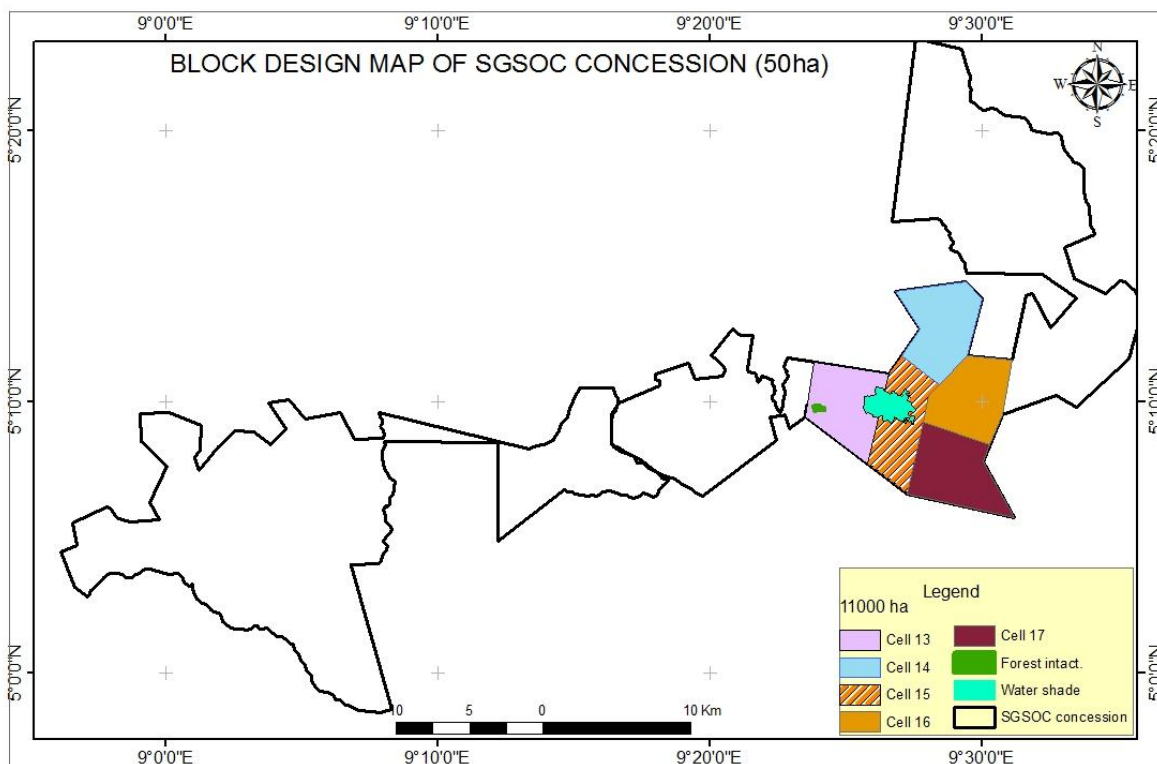 9°0'0"E 9°10'0"E 9°20'0"E 9°30'0"E
BLOCK DESIGN MAP OF SGSOC CONCESSION (50ha)
N
W E
S
5°20'0"N 5°20'0"N
5°10'0"N 5°10'0"N
5°0'0"N 5°0'0"N
Legend
11000 ha
Cell 13
Cell 14
Cell 15
Cell 16
Cell 17
Forest intact.
Water shade
SGSOC concession
10 5 0 10 Km
9°0'0"E 9°10'0"E 9°20'0"E 9°30'0"E